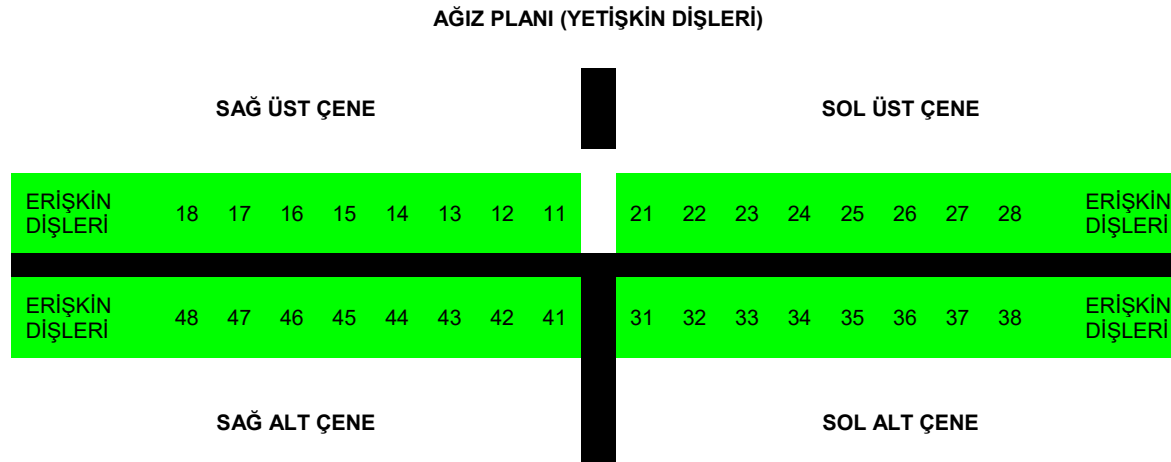 AĞIZ PLANI (YETİŞKİN DİŞLERİ)
SAĞ ÜST ÇENE SOL ÜST ÇENE
ERİŞKİN DİŞLERİ 18 17 16 15 14 13 12 11 21 22 23 24 25 26 27 28 ERİŞKİN DİŞLERİ
ERİŞKİN DİŞLERİ 48 47 46 45 44 43 42 41 31 32 33 34 35 36 37 38 ERİŞKİN DİŞLERİ
SAĞ ALT ÇENE SOL ALT ÇENE